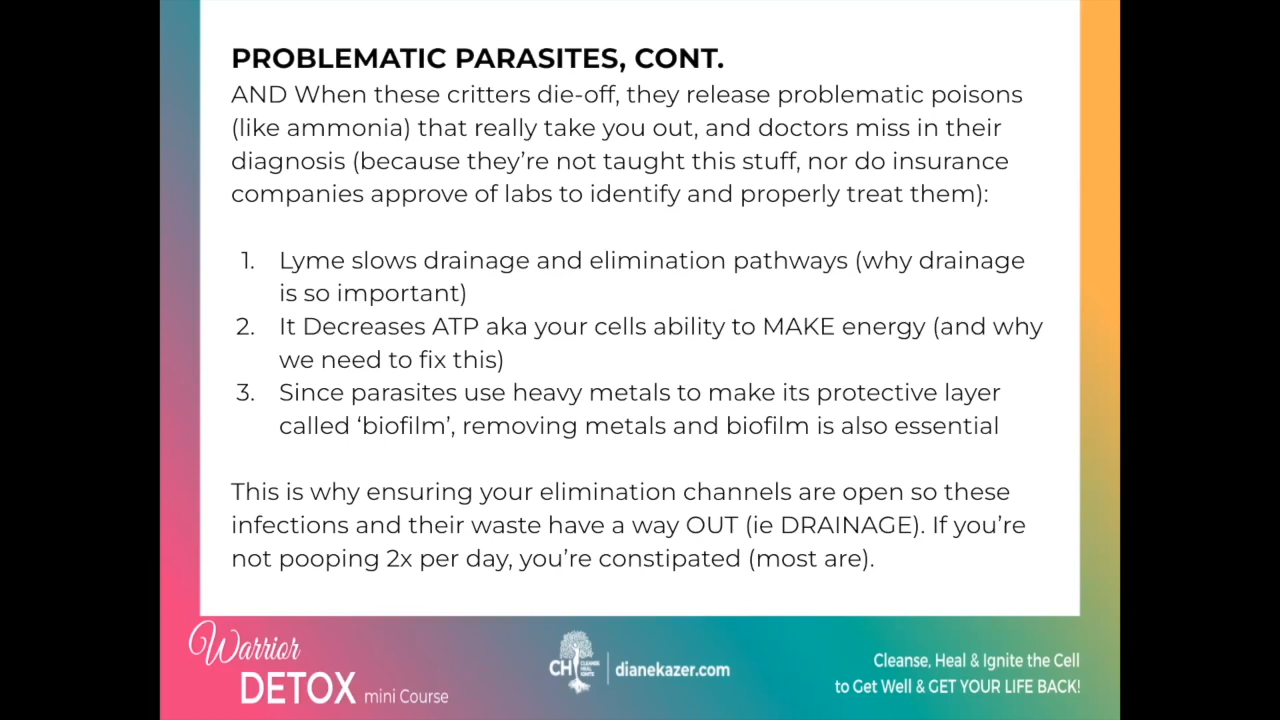 PROBLEMATIC PARASITES, CONT.
AND When these critters die-off, they release problematic poisons
(like ammonia) that really take you out, and doctors miss in their
diagnosis (because they’re not taught this stuff, nor do insurance
companies approve of labs to identify and properly treat them):
1. Lyme slows drainage and elimination pathways (why drainage
is so important)
2. It Decreases ATP aka your cells ability to MAKE energy (and why
we need to fix this)
3. Since parasites use heavy metals to make its protective layer
called ‘biofilm’, removing metals and biofilm is also essential
This is why ensuring your elimination channels are open so these
infections and their waste have a way OUT (ie DRAINAGE). If you’re
not pooping 2x per day, you’re constipated (most are).
Warrior
DETOX mini Course
CHI CLEANSE HEAL IGNITE
dianekazer.com
Cleanse, Heal & Ignite the Cell
to Get Well & GET YOUR LIFE BACK!